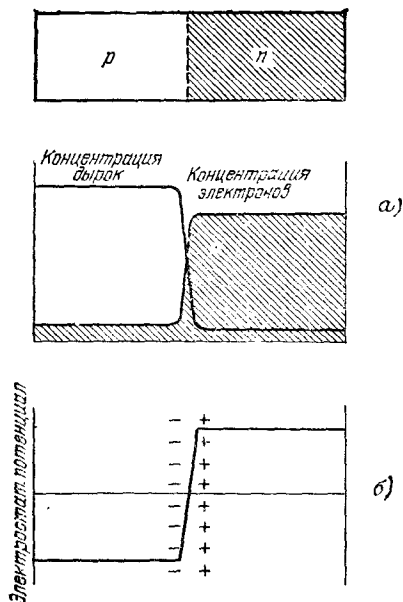 p
n
Концентрация
дырок
Концентрация
электронов
а)
Электростат потенциал
− +
− +
− +
− +
− +
− +
− +
− +
б)